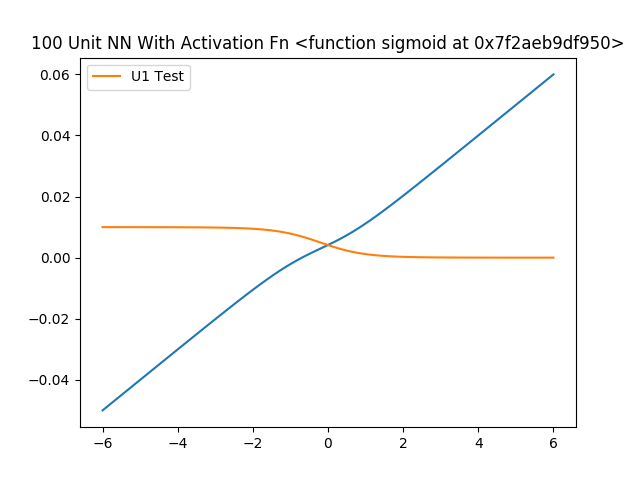 100 Unit NN With Activation Fn <function sigmoid at 0x7f2aeb9df950>
U1 Test
0.06
0.04
0.02
0.00
−0.02
−0.04
−6 −4 −2 0 2 4 6